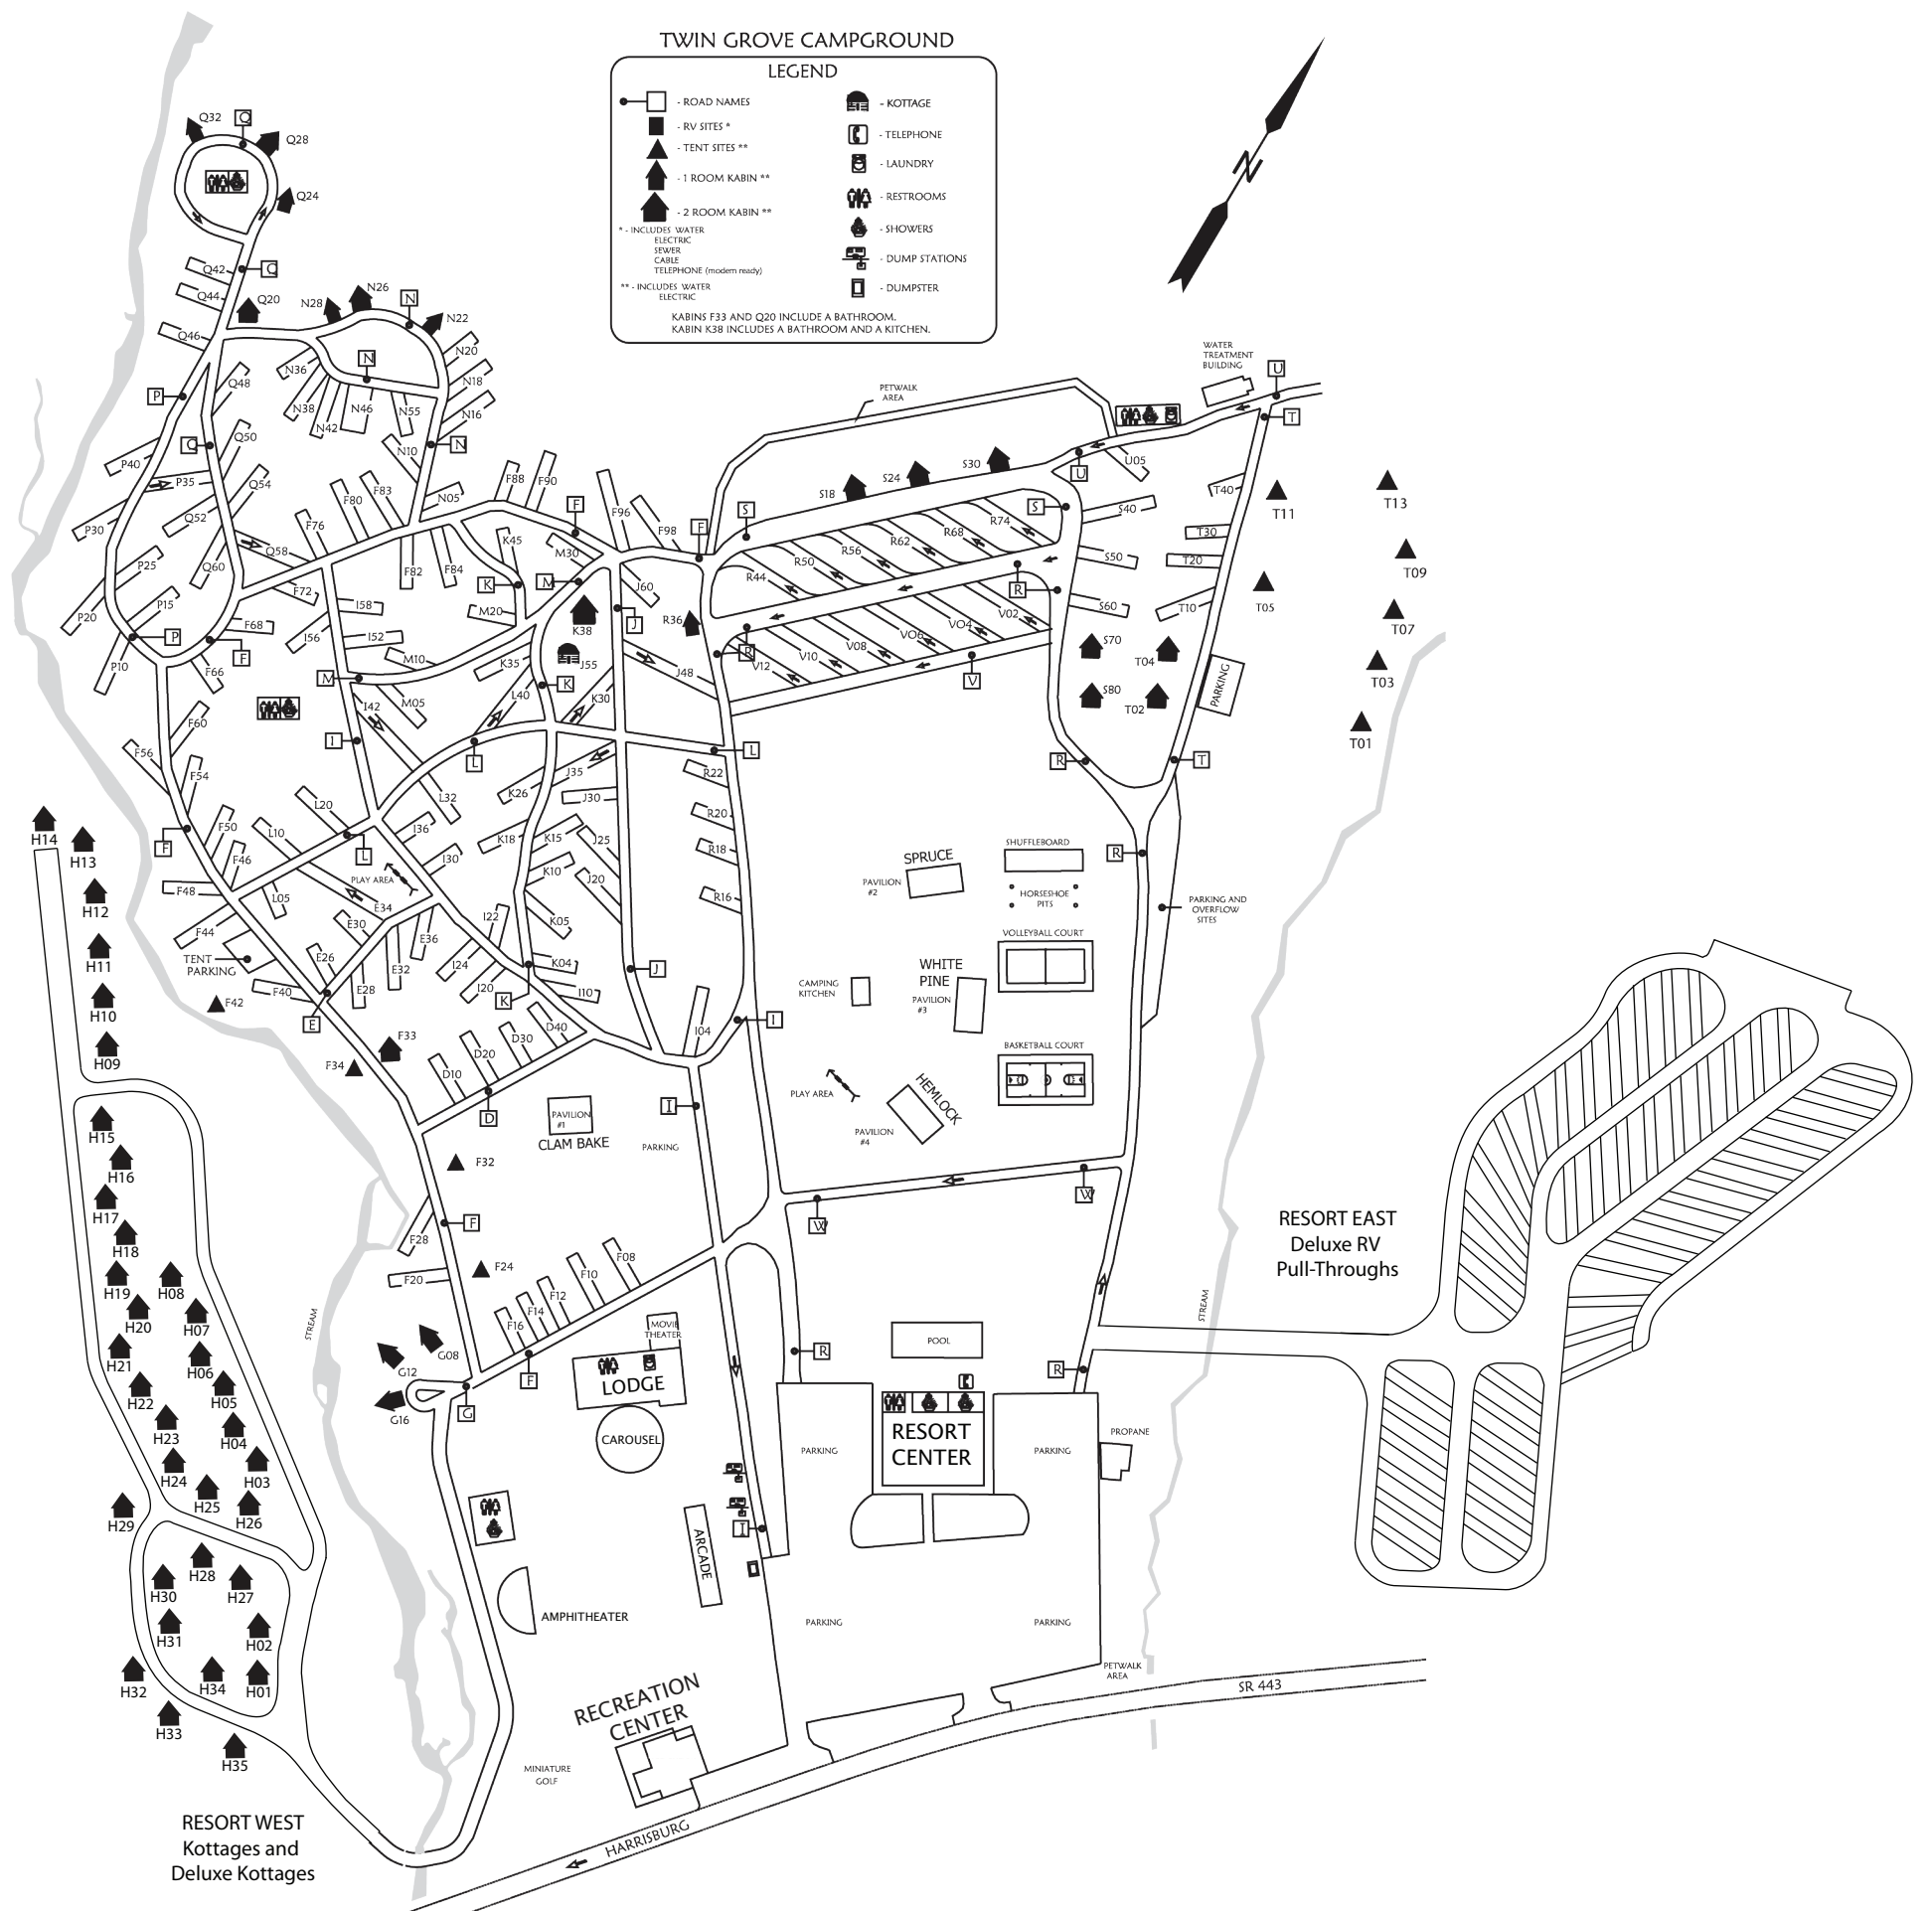 TWIN GROVE CAMPGROUND
LEGEND
- ROAD NAMES
- RV SITES *
- TENT SITES **
- 1 ROOM KABIN **
- 2 ROOM KABIN **
* - INCLUDES WATER
ELECTRIC
SEWER
CABLE
TELEPHONE (modem ready)
** - INCLUDES WATER
ELECTRIC
- KOTTAGE
- TELEPHONE
- LAUNDRY
- RESTROOMS
- SHOWERS
- DUMP STATIONS
- DUMPSTER
KABINS F33 AND Q20 INCLUDE A BATHROOM.
KABIN K38 INCLUDES A BATHROOM AND A KITCHEN.
N
Q32
Q
Q28
Q24
Q42
Q
Q44
Q20
Q46
N28
N26
N
N22
N20
N
N36
N18
N38
N46
N55
N16
N42
N10
N
N05
P
Q48
Q
Q50
P40
P35
Q54
P30
Q52
Q58
Q60
P25
P15
P20
P
P10
F80
F83
F76
F88
F90
F
F96
F98
F
S
F82
F84
F72
F68
F
F66
K45
M30
K
M
M20
K38
J60
J
R36
I58
I56
I52
M10
M
M05
K35
J55
J48
K
L40
K30
I42
I
L
L
F60
F56
F54
F50
F
F46
F48
F44
L20
L10
L
L05
L32
I36
I30
K26
J35
J30
K18
K15
J25
K10
J20
K05
R22
R20
R18
R16
PLAY AREA
E34
E30
E36
E26
E32
E28
E
I22
I24
I20
K04
K
I10
J
I04
I
TENT
PARKING
F40
F42
F33
F34
D10
D20
D30
D40
D
PAVILION
#1
CLAM BAKE
PARKING
I
F32
F28
F
F24
F20
F08
F10
F12
F14
F16
F
G08
G12
G16
G
PETWALK
AREA
WATER
TREATMENT
BUILDING
U
T
U
U05
S30
S24
S18
S
S40
S50
S60
S70
S80
R74
R68
R62
R56
R50
R44
R
R
V02
VO4
VO6
V08
V10
V12
V
T40
T30
T20
T10
T04
T02
T
PARKING
T13
T11
T09
T05
T07
T03
T01
R
R
SHUFFLEBOARD
SPRUCE
PAVILION
#2
HORSESHOE
PITS
PARKING AND
OVERFLOW
SITES
VOLLEYBALL COURT
WHITE
PINE
PAVILION
#3
CAMPING
KITCHEN
BASKETBALL COURT
PLAY AREA
HEMLOCK
PAVILION
#4
W
W
R
R
POOL
RESORT
CENTER
PARKING
PARKING
PARKING
PARKING
PROPANE
PETWALK
AREA
MOVIE
THEATER
LODGE
CAROUSEL
ARCADE
I
AMPHITHEATER
RECREATION
CENTER
MINIATURE
GOLF
HARRISBURG
SR 443
STREAM
STREAM
RESORT EAST
Deluxe RV
Pull-Throughs
H14
H13
H12
H11
H10
H09
H15
H16
H17
H18
H19
H08
H20
H07
H21
H06
H22
H05
H23
H04
H24
H03
H25
H26
H29
H28
H30
H27
H31
H02
H32
H34
H01
H33
H35
RESORT WEST
Kottages and
Deluxe Kottages